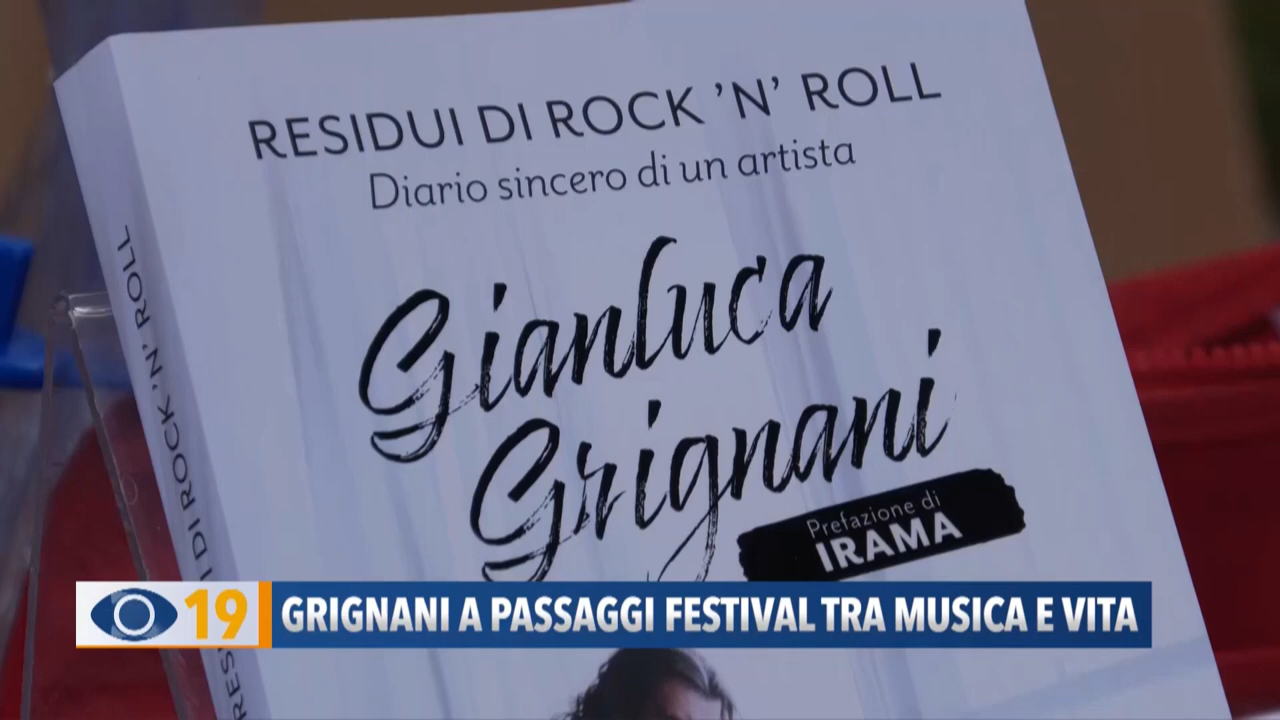 RESIDUI DI ROCK 'N' ROLL
Diario sincero di un artista
Gianluca
Grignani
Prefazione di
IRAMA
RESIDUI DI ROCK 'N' ROLL
19 GRIGNANI A PASSAGGI FESTIVAL TRA MUSICA E VITA